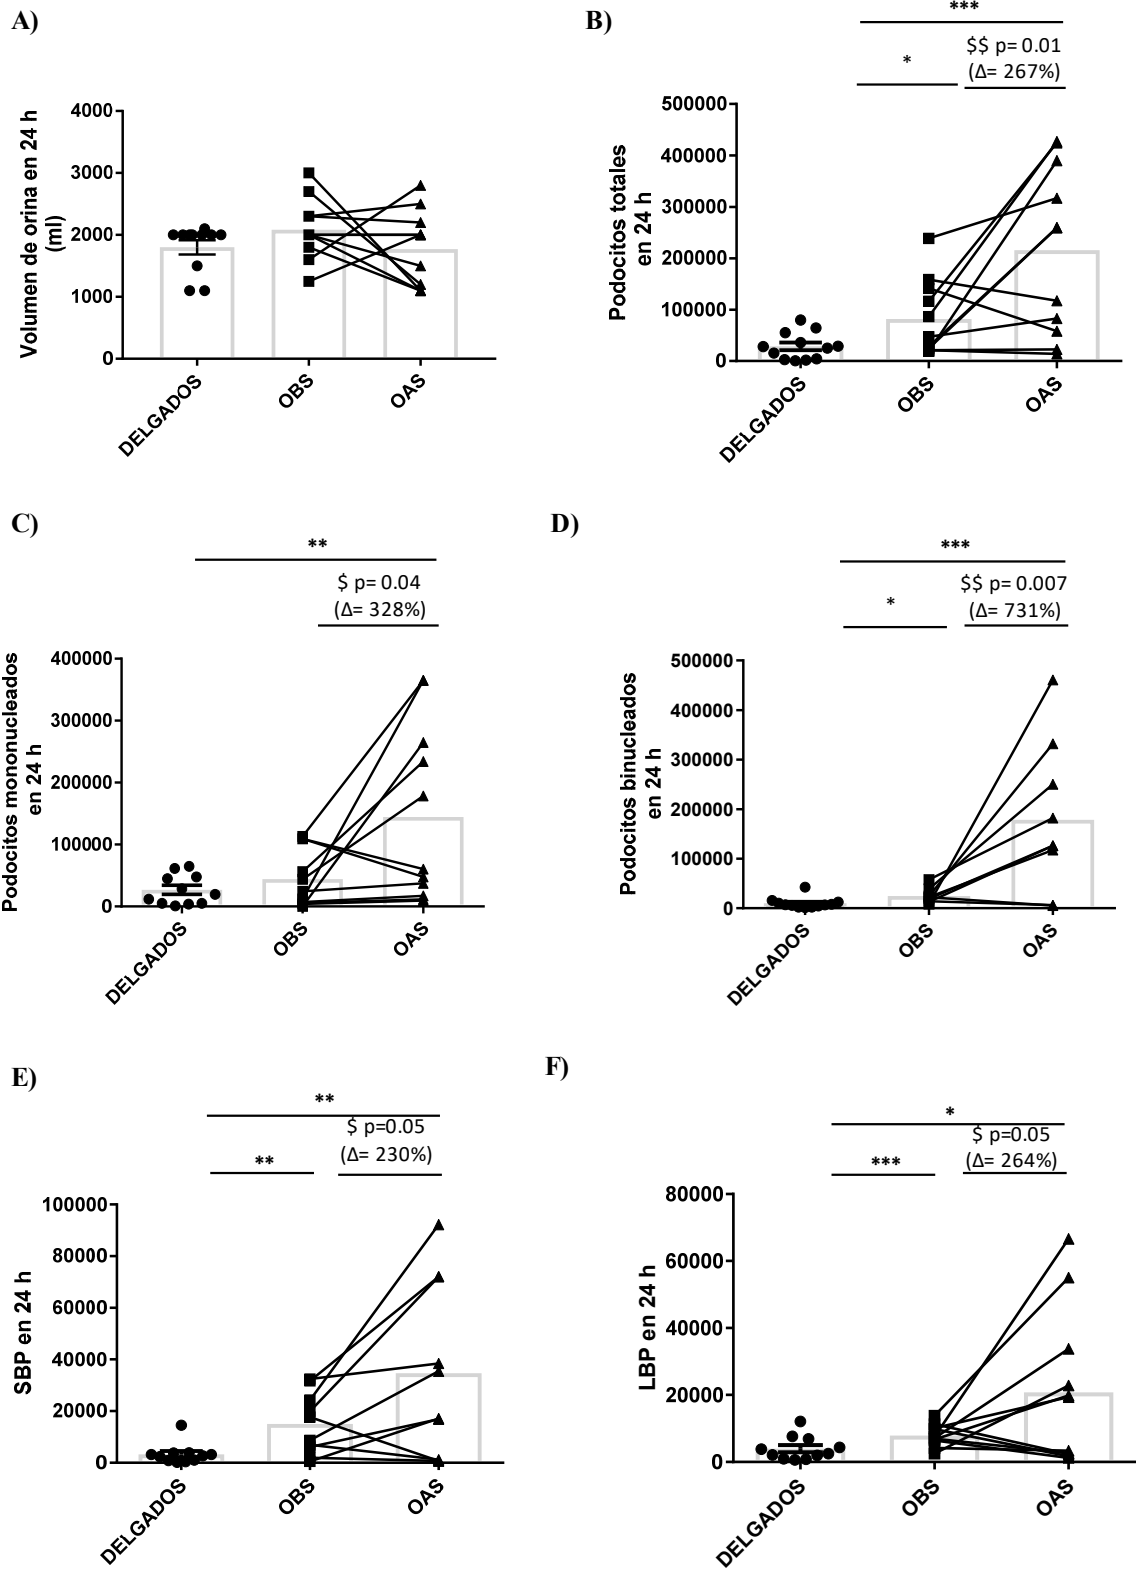 A)
Volumen de orina en 24 h
(ml)
4000
3000
2000
1000
0
DELGADOS
OBS
OAS
B)
***
$$ p= 0.01
*
(Δ= 267%)
Podocitos totales
en 24 h
500000
400000
300000
200000
100000
0
DELGADOS
OBS
OAS
C)
**
$ p= 0.04
(Δ= 328%)
Podocitos mononucleados
en 24 h
400000
300000
200000
100000
0
DELGADOS
OBS
OAS
D)
***
$$ p= 0.007
*
(Δ= 731%)
Podocitos binucleados
en 24 h
500000
400000
300000
200000
100000
0
DELGADOS
OBS
OAS
E)
**
$ p=0.05
**
(Δ= 230%)
SBP en 24 h
100000
80000
60000
40000
20000
0
DELGADOS
OBS
OAS
F)
*
$ p=0.05
***
(Δ= 264%)
LBP en 24 h
80000
60000
40000
20000
0
DELGADOS
OBS
OAS